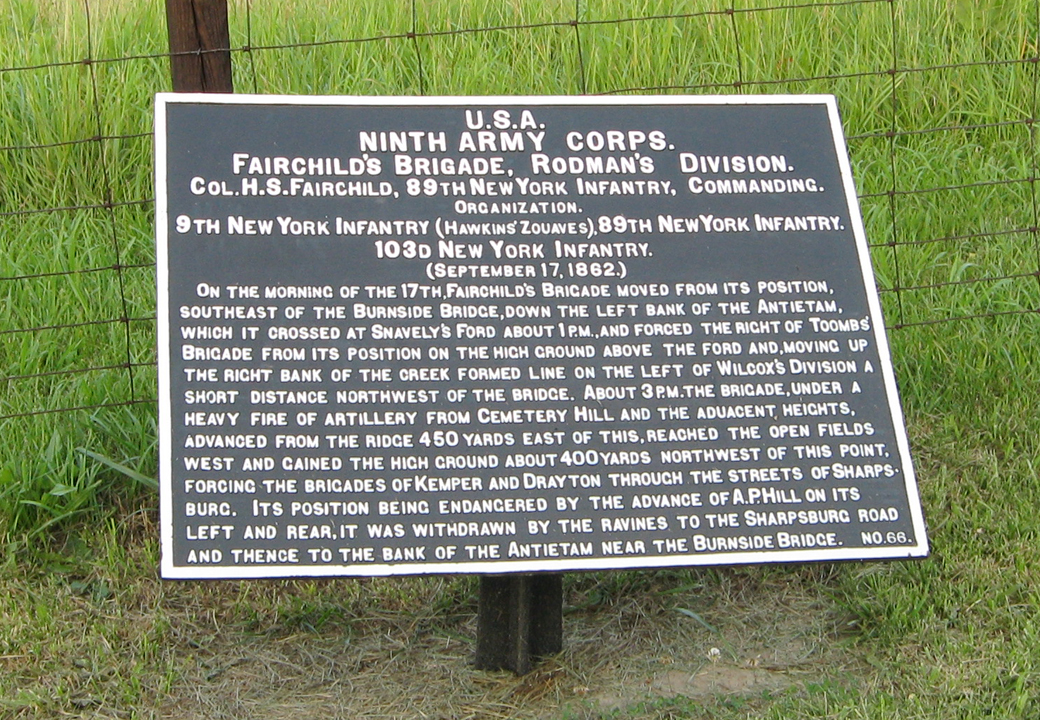 U.S.A.
NINTH ARMY CORPS.
FAIRCHILD'S BRIGADE, RODMAN'S DIVISION.
COL. H.S. FAIRCHILD, 89TH NEW YORK INFANTRY, COMMANDING.
ORGANIZATION.
9TH NEW YORK INFANTRY (HAWKINS' ZOUAVES), 89TH NEW YORK INFANTRY.
103D NEW YORK INFANTRY.
(SEPTEMBER 17, 1862.)
ON THE MORNING OF THE 17TH, FAIRCHILD'S BRIGADE MOVED FROM ITS POSITION,
SOUTHEAST OF THE BURNSIDE BRIDGE, DOWN THE LEFT BANK OF THE ANTIETAM,
WHICH IT CROSSED AT SNAVELY'S FORD ABOUT 1 P.M., AND FORCED THE RIGHT OF TOOMBS'
BRIGADE FROM ITS POSITION ON THE HIGH GROUND ABOVE THE FORD AND, MOVING UP
THE RIGHT BANK OF THE CREEK FORMED LINE ON THE LEFT OF WILCOX'S DIVISION A
SHORT DISTANCE NORTHWEST OF THE BRIDGE. ABOUT 3 P.M. THE BRIGADE, UNDER A
HEAVY FIRE OF ARTILLERY FROM CEMETERY HILL AND THE ADUACENT HEIGHTS,
ADVANCED FROM THE RIDGE 450 YARDS EAST OF THIS, REACHED THE OPEN FIELDS
WEST AND GAINED THE HIGH GROUND ABOUT 400 YARDS NORTHWEST OF THIS POINT,
FORCING THE BRIGADES OF KEMPER AND DRAYTON THROUGH THE STREETS OF SHARPS-
BURG. ITS POSITION BEING ENDANGERED BY THE ADVANCE OF A.P. HILL ON ITS
LEFT AND REAR, IT WAS WITHDRAWN BY THE RAVINES TO THE SHARPSBURG ROAD
AND THENCE TO THE BANK OF THE ANTIETAM NEAR THE BURNSIDE BRIDGE. NO. 66.